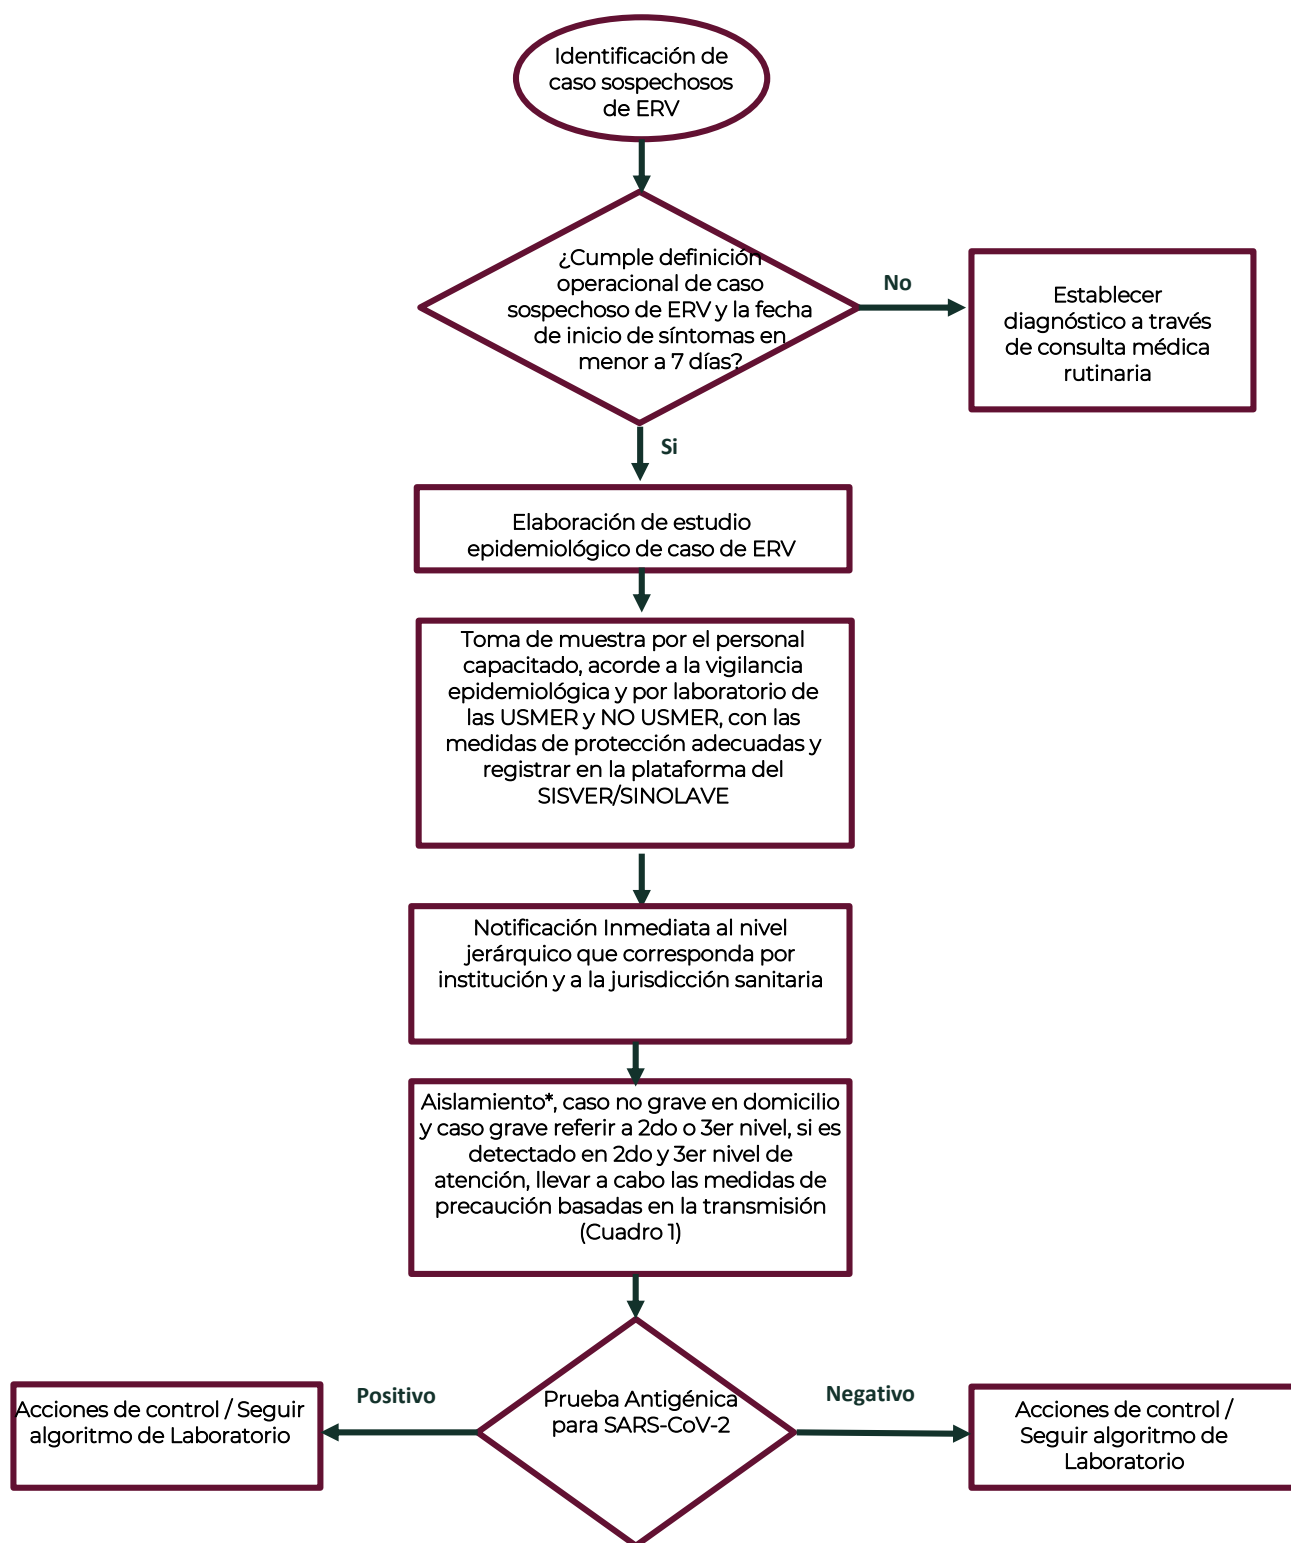 Identificación de
caso sospechosos
de ERV
¿Cumple definición
operacional de caso
sospechoso de ERV y la fecha
de inicio de síntomas en
menor a 7 días?
No
Establecer
diagnóstico a través
de consulta médica
rutinaria
Si
Elaboración de estudio
epidemiológico de caso de ERV
Toma de muestra por el personal
capacitado, acorde a la vigilancia
epidemiológica y por laboratorio de
las USMER y NO USMER, con las
medidas de protección adecuadas y
registrar en la plataforma del
SISVER/SINOLAVE
Notificación Inmediata al nivel
jerárquico que corresponda por
institución y a la jurisdicción sanitaria
Aislamiento*, caso no grave en domicilio
y caso grave referir a 2do o 3er nivel, si es
detectado en 2do y 3er nivel de
atención, llevar a cabo las medidas de
precaución basadas en la transmisión
(Cuadro 1)
Prueba Antigénica
para SARS-CoV-2
Positivo
Acciones de control / Seguir
algoritmo de Laboratorio
Negativo
Acciones de control /
Seguir algoritmo de
Laboratorio